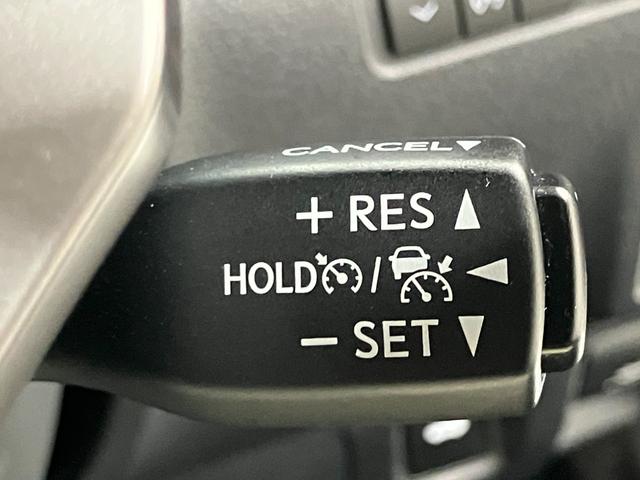 CANCEL▼
+ RES ▲
HOLD / ◀
− SET ▼